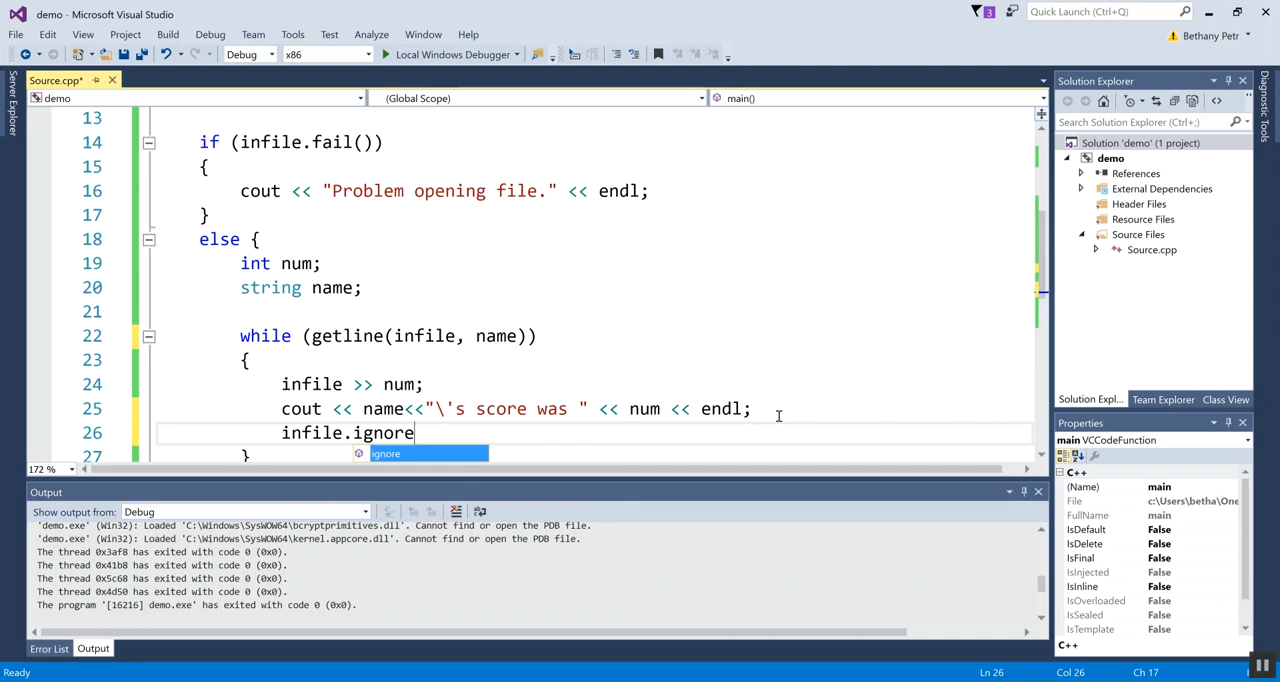 demo - Microsoft Visual Studio
3
Quick Launch (Ctrl+Q)
File Edit View Project Build Debug Team Tools Test Analyze Window Help
Bethany Petr
Debug x86 Local Windows Debugger
Server Explorer
Source.cpp*
demo (Global Scope) main()
13
14 if (infile.fail())
15 {
16 cout << "Problem opening file." << endl;
17 }
18 else {
19 int num;
20 string name;
21
22 while (getline(infile, name))
23 {
24 infile >> num;
25 cout << name<<"\'s score was " << num << endl;
26 infile.ignore
27 }
ignore
172 %
Output
Show output from: Debug
'demo.exe' (Win32): Loaded 'C:\Windows\SysWOW64\bcryptprimitives.dll'. Cannot find or open the PDB file.
'demo.exe' (Win32): Loaded 'C:\Windows\SysWOW64\kernel.appcore.dll'. Cannot find or open the PDB file.
The thread 0x3af8 has exited with code 0 (0x0).
The thread 0x41b8 has exited with code 0 (0x0).
The thread 0x5c68 has exited with code 0 (0x0).
The thread 0x4d50 has exited with code 0 (0x0).
The program '[16216] demo.exe' has exited with code 0 (0x0).
Error List Output
Solution Explorer
Search Solution Explorer (Ctrl+;)
Solution 'demo' (1 project)
demo
References
External Dependencies
Header Files
Resource Files
Source Files
Source.cpp
Solution Expl... Team Explorer Class View
Properties
main VCCodeFunction
C++
(Name) main
File c:\Users\betha\One
FullName main
IsDefault False
IsDelete False
IsFinal False
IsInjected False
IsInline False
IsOverloaded False
IsSealed False
IsTemplate False
C++
Diagnostic Tools
Ready Ln 26 Col 26 Ch 17